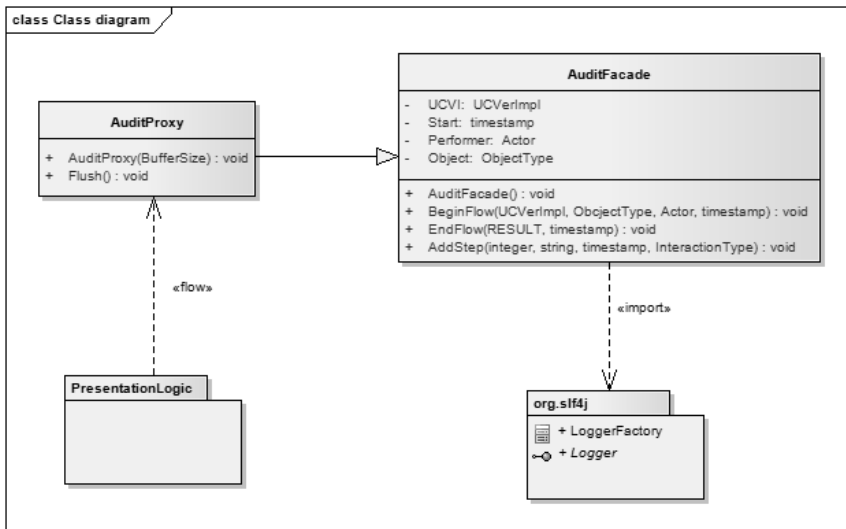 class Class diagram
AuditProxy
+ AuditProxy(BufferSize) : void
+ Flush() : void
AuditFacade
- UCVI: UCVerImpl
- Start: timestamp
- Performer: Actor
- Object: ObjectType
+ AuditFacade() : void
+ BeginFlow(UCVerImpl, ObcjectType, Actor, timestamp) : void
+ EndFlow(RESULT, timestamp) : void
+ AddStep(integer, string, timestamp, InteractionType) : void
«flow»
«import»
PresentationLogic
org.slf4j
+ LoggerFactory
+ Logger